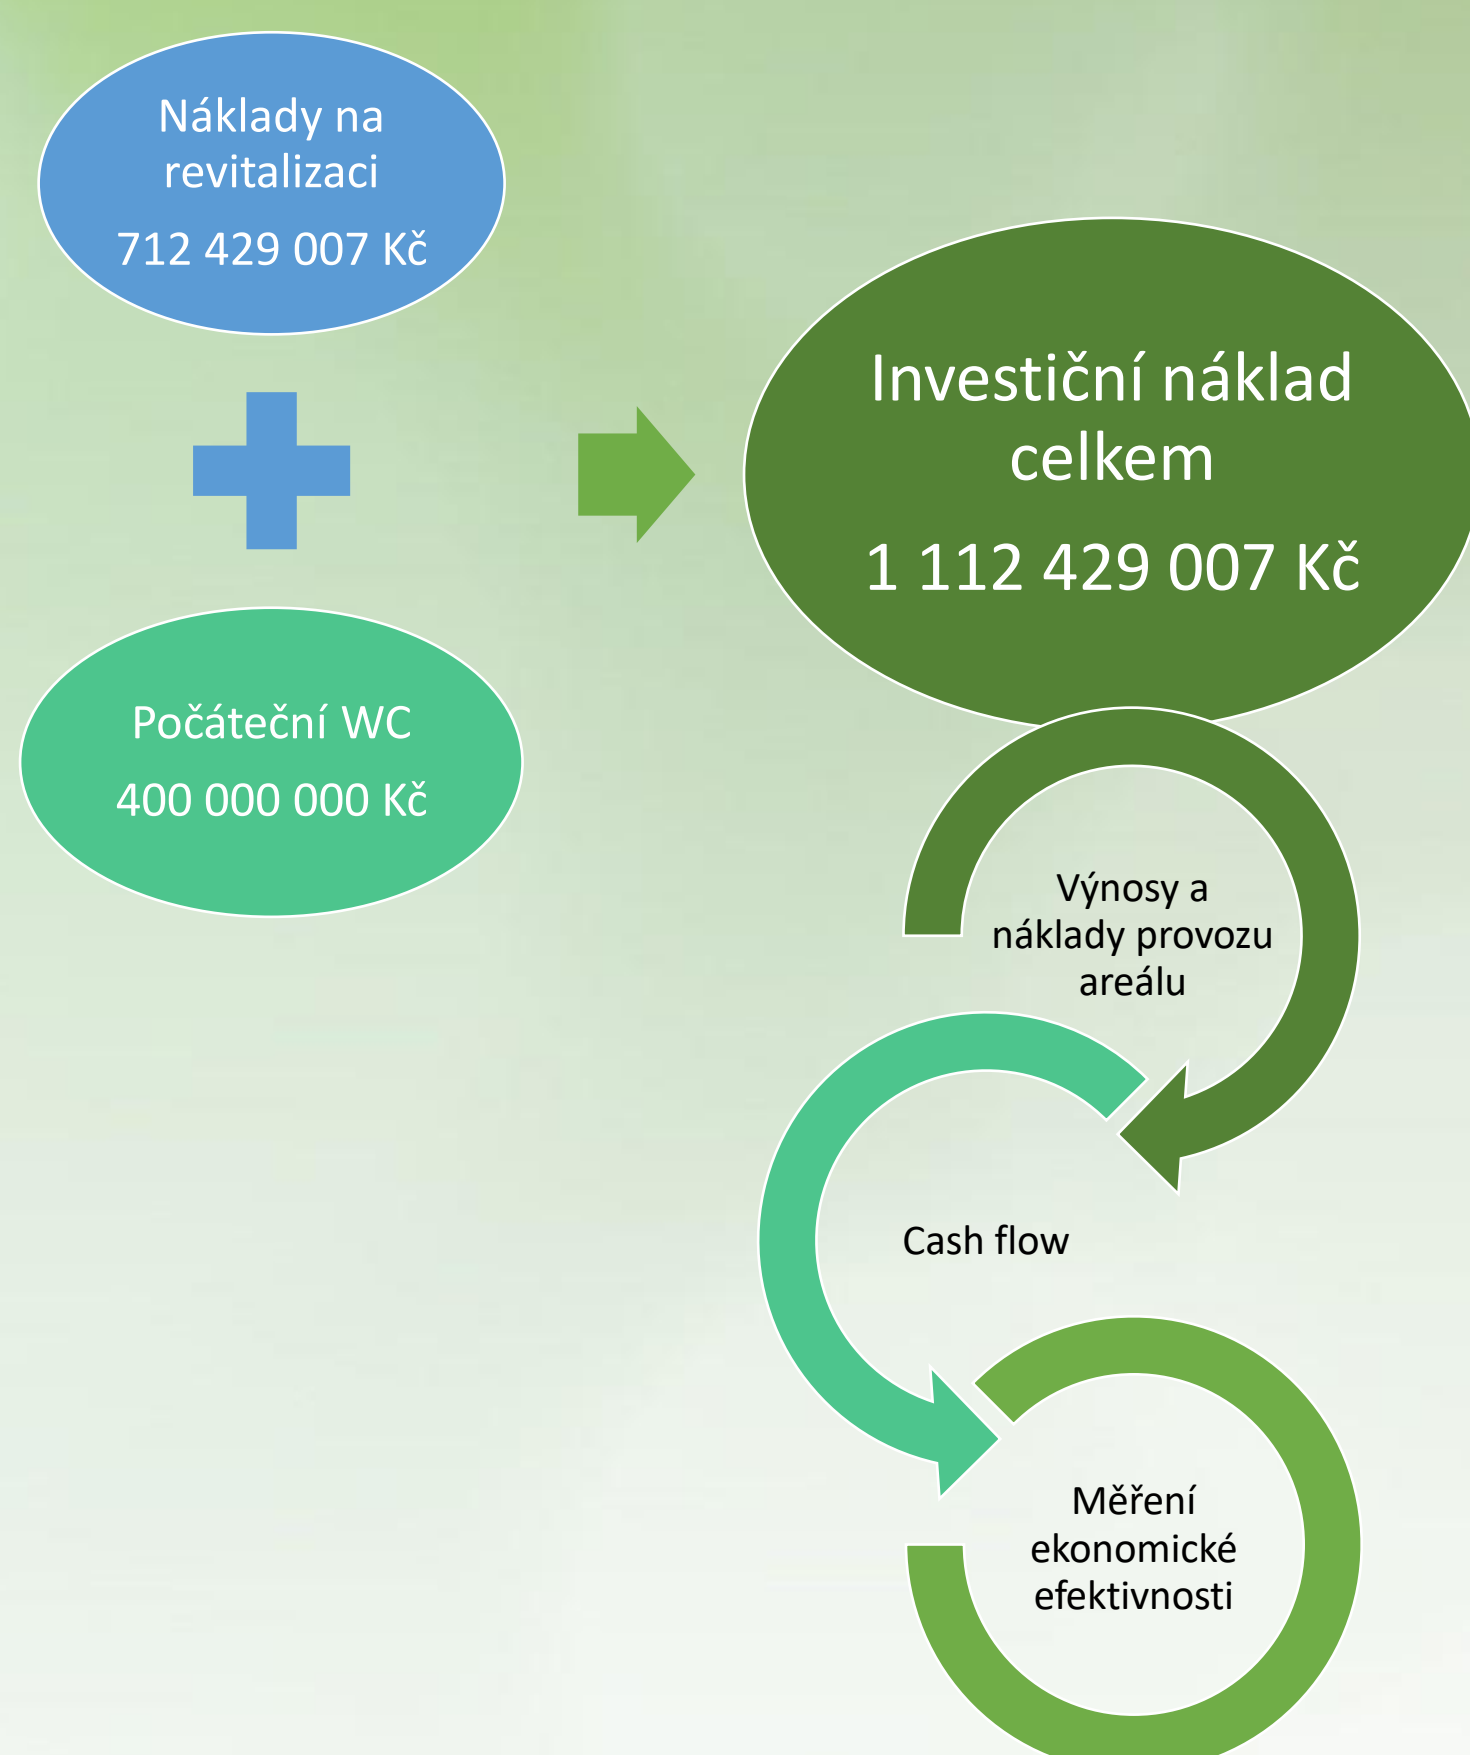 Náklady na
revitalizaci
712 429 007 Kč
Počáteční WC
400 000 000 Kč
Investiční náklad
celkem
1 112 429 007 Kč
Výnosy a
náklady provozu
areálu
Cash flow
Měření
ekonomické
efektivnosti